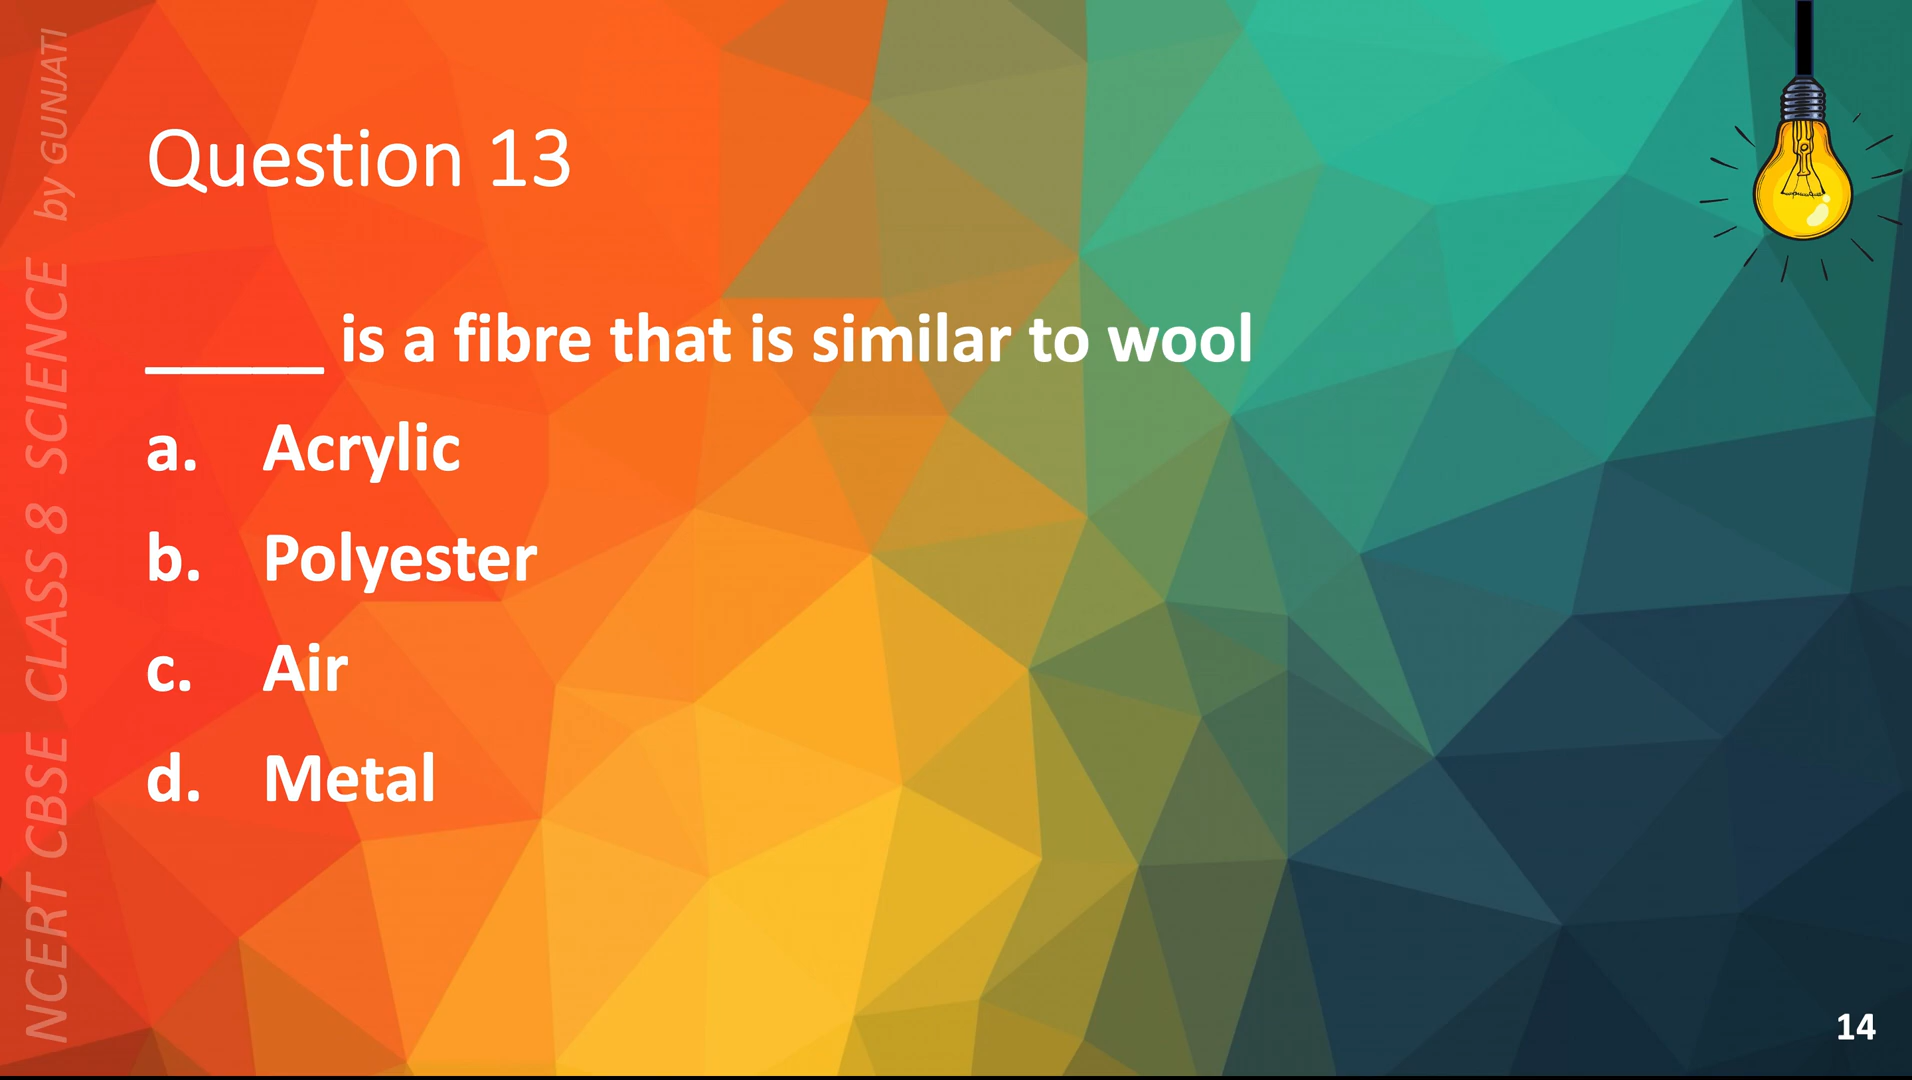 NCERT CBSE CLASS 8 SCIENCE by GUNJATI
Question 13
_____ is a fibre that is similar to wool
a. Acrylic
b. Polyester
c. Air
d. Metal
14